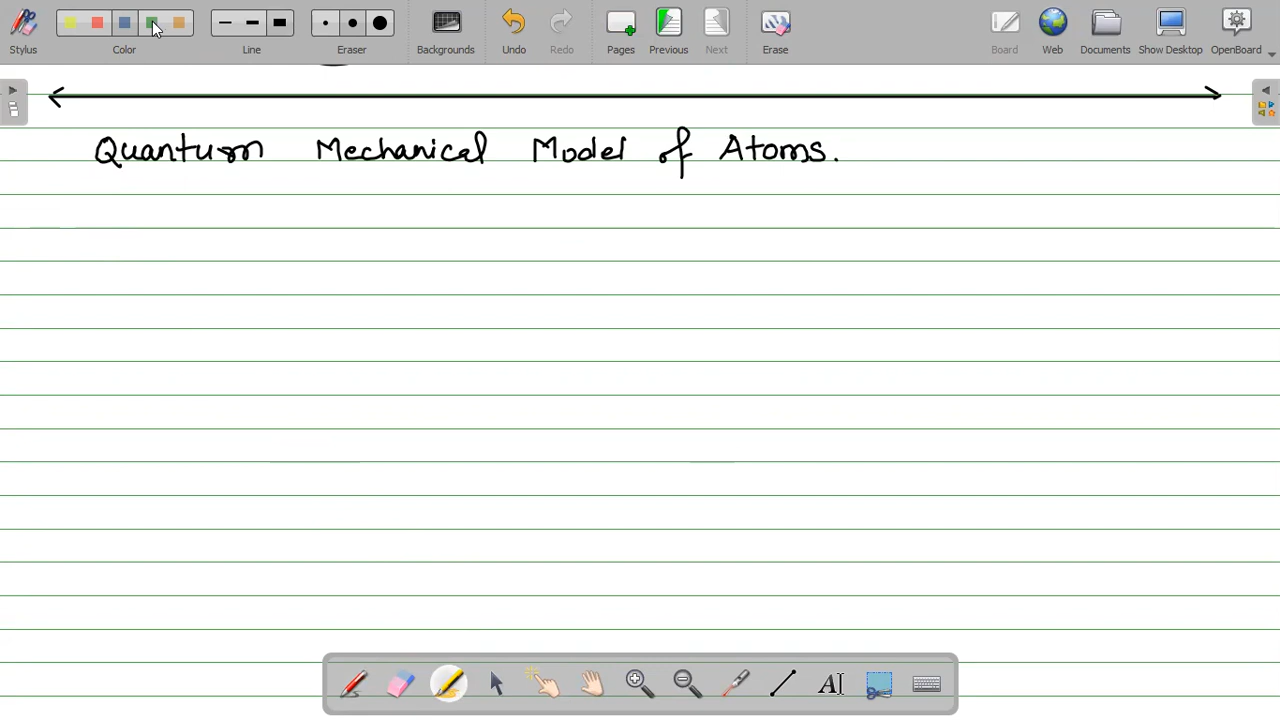 Stylus Color Line Eraser Backgrounds Undo Redo Pages Previous Next Erase Board Web Documents Show Desktop OpenBoard
Quantum Mechanical Model of Atoms.
AI